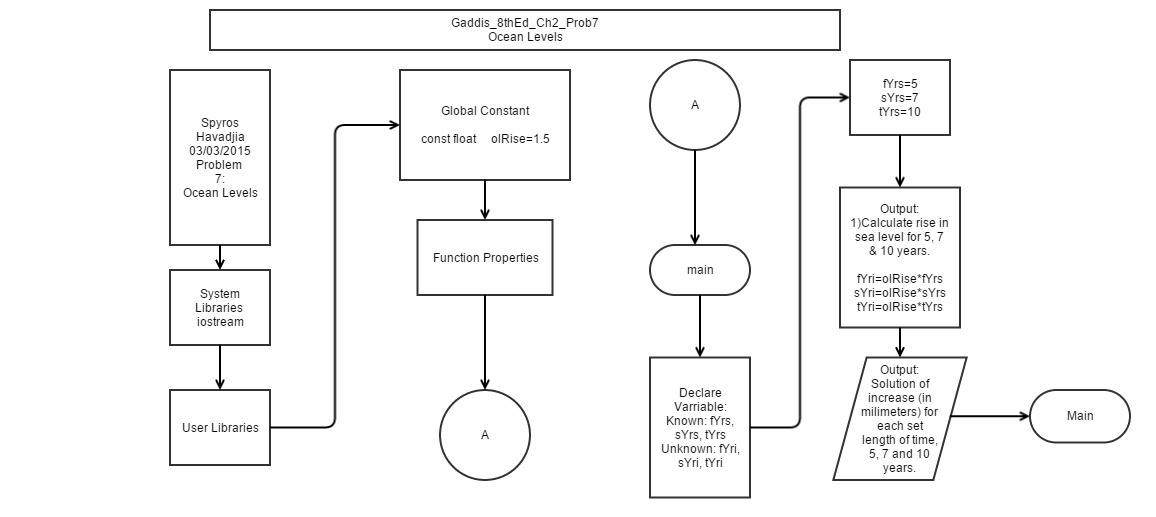 Gaddis_8thEd_Ch2_Prob7
Ocean Levels
Spyros
Havadjia
03/03/2015
Problem
7:
Ocean Levels
System
Libraries
iostream
User Libraries
Global Constant
const float olRise=1.5
Function Properties
A
A
main
Declare
Varriable:
Known: fYrs,
sYrs, tYrs
Unknown: fYri,
sYri, tYri
fYrs=5
sYrs=7
tYrs=10
Output:
1)Calculate rise in
sea level for 5, 7
& 10 years.
fYri=olRise*fYrs
sYri=olRise*sYrs
tYri=olRise*tYrs
Output:
Solution of
increase (in
milimeters) for
each set
length of time,
5, 7 and 10
years.
Main